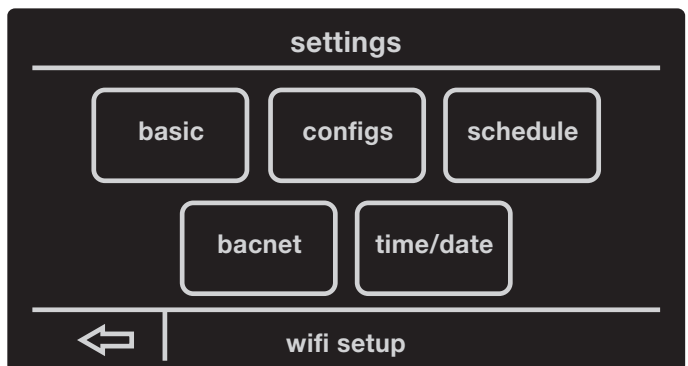 settings
basic configs schedule
bacnet time/date
wifi setup